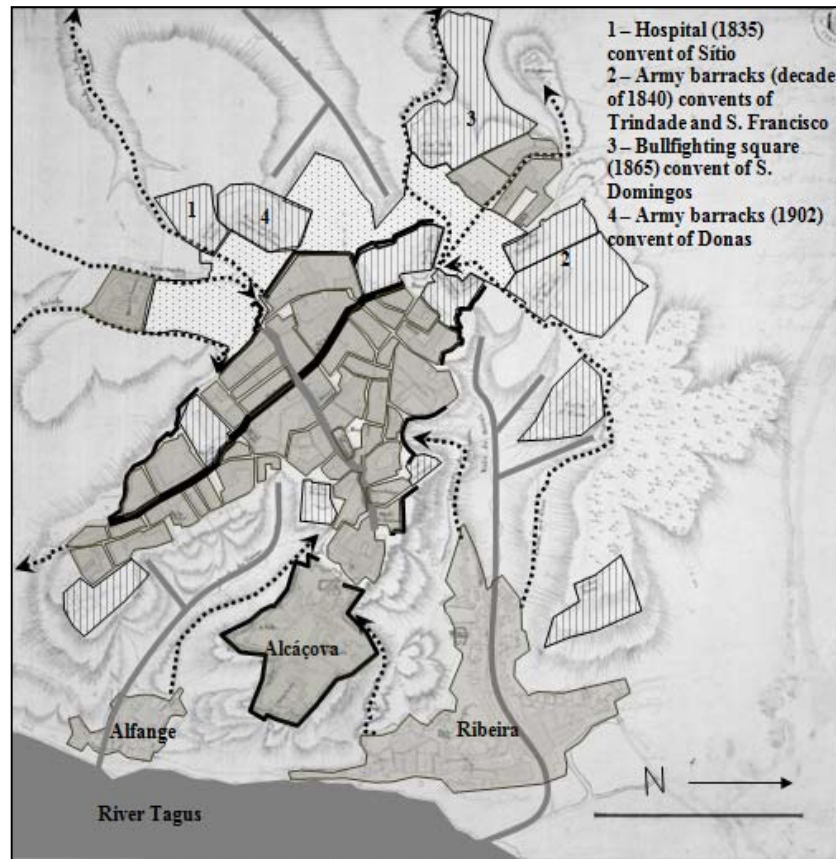 1 – Hospital (1835)
convent of Sítio
2 – Army barracks (decade
of 1840) convents of
Trindade and S. Francisco
3 – Bullfighting square
(1865) convent of S.
Domingos
4 – Army barracks (1902)
convent of Donas
3
1
4
2
Alcáçova
Alfange
Ribeira
N
River Tagus